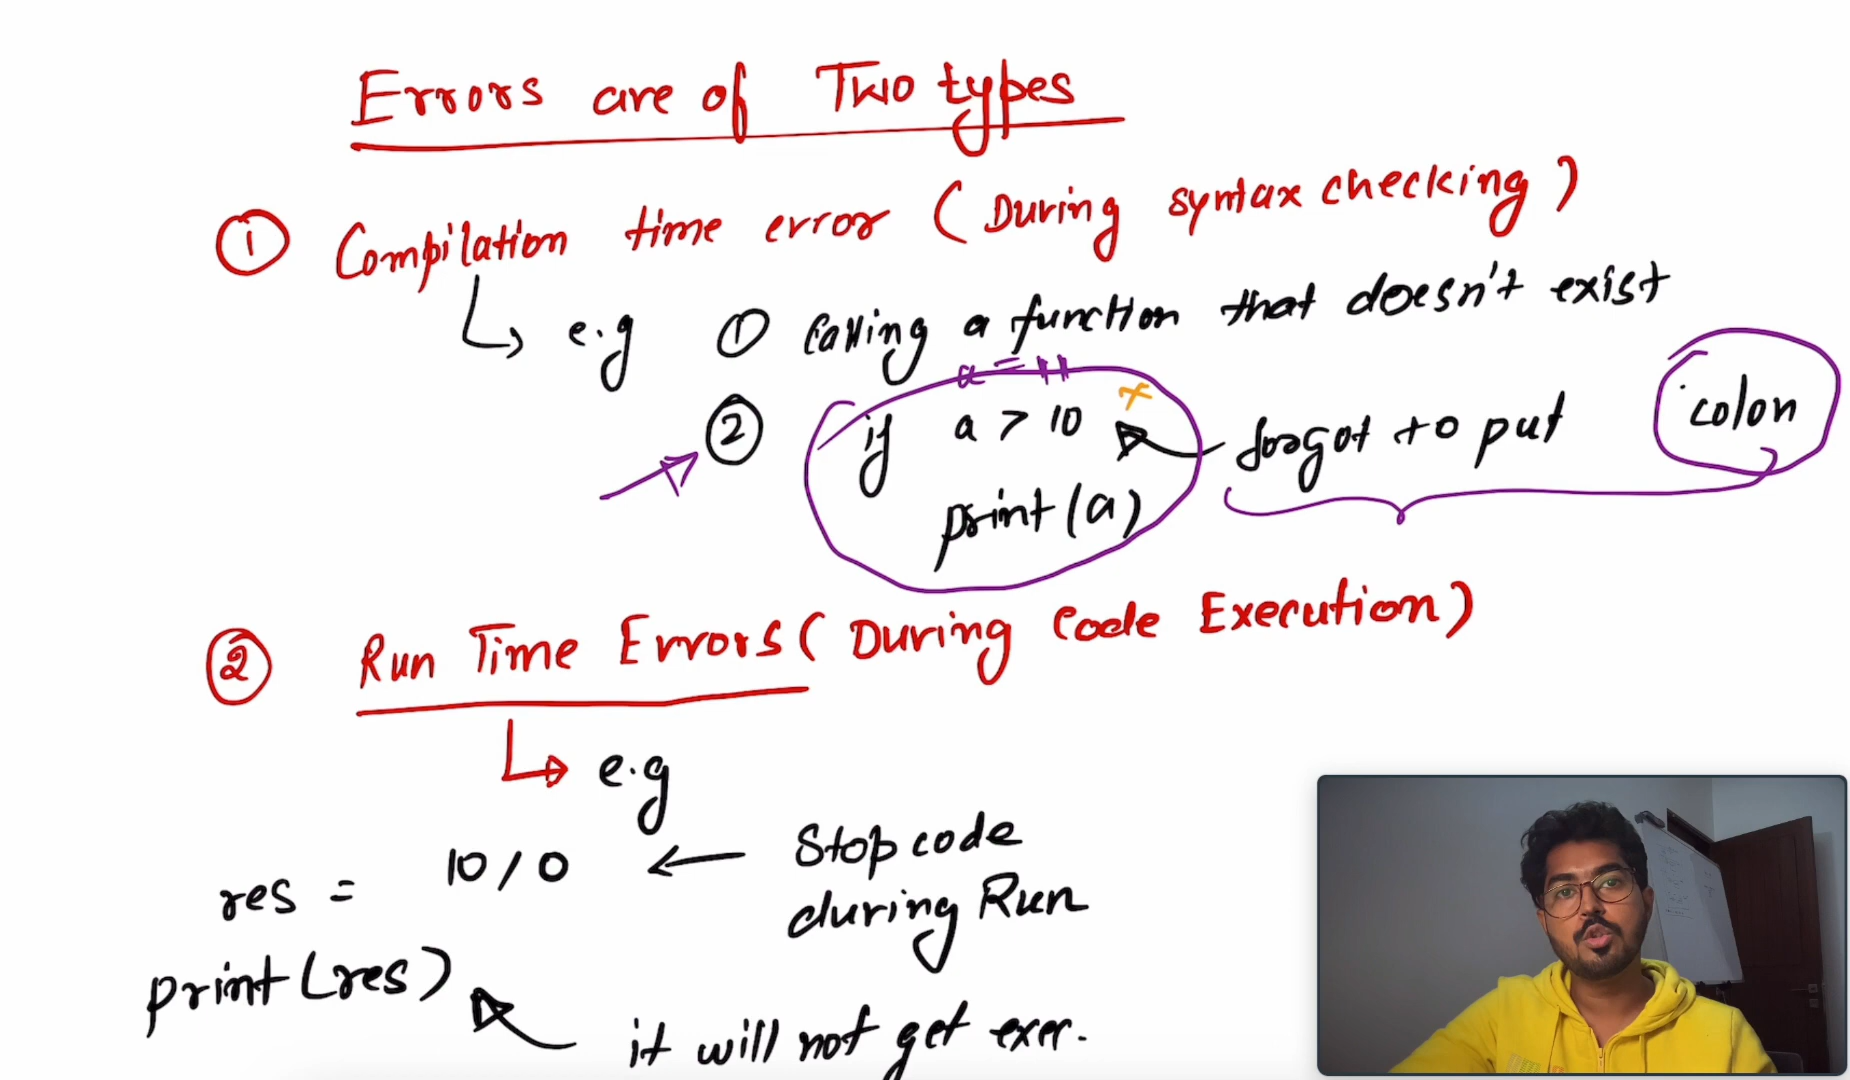 Errors are of Two types
① Compilation time error (During syntax checking)
e.g ① Calling a function that doesn't exist
a = 11
② if a > 10 x forgot to put colon
print(a)
② Run Time Errors (During Code Execution)
e.g
res = 10 / 0 ← Stop code
during Run
print(res)
it will not get exer.